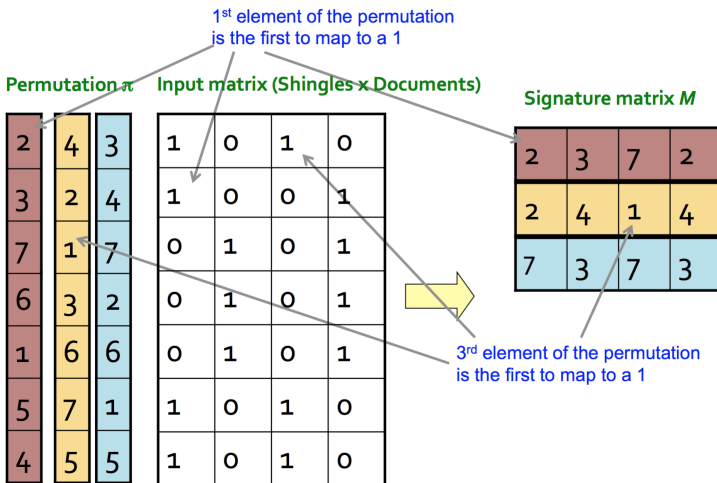 1st element of the permutation
is the first to map to a 1
Permutation π
Input matrix (Shingles x Documents)
Signature matrix M
2 4 3 1 0 1 0
3 2 4 1 0 0 1
7 1 7 0 1 0 1
6 3 2 0 1 0 1
1 6 6 0 1 0 1
5 7 1 1 0 1 0
4 5 5 1 0 1 0
2 3 7 2
2 4 1 4
7 3 7 3
3rd element of the permutation
is the first to map to a 1